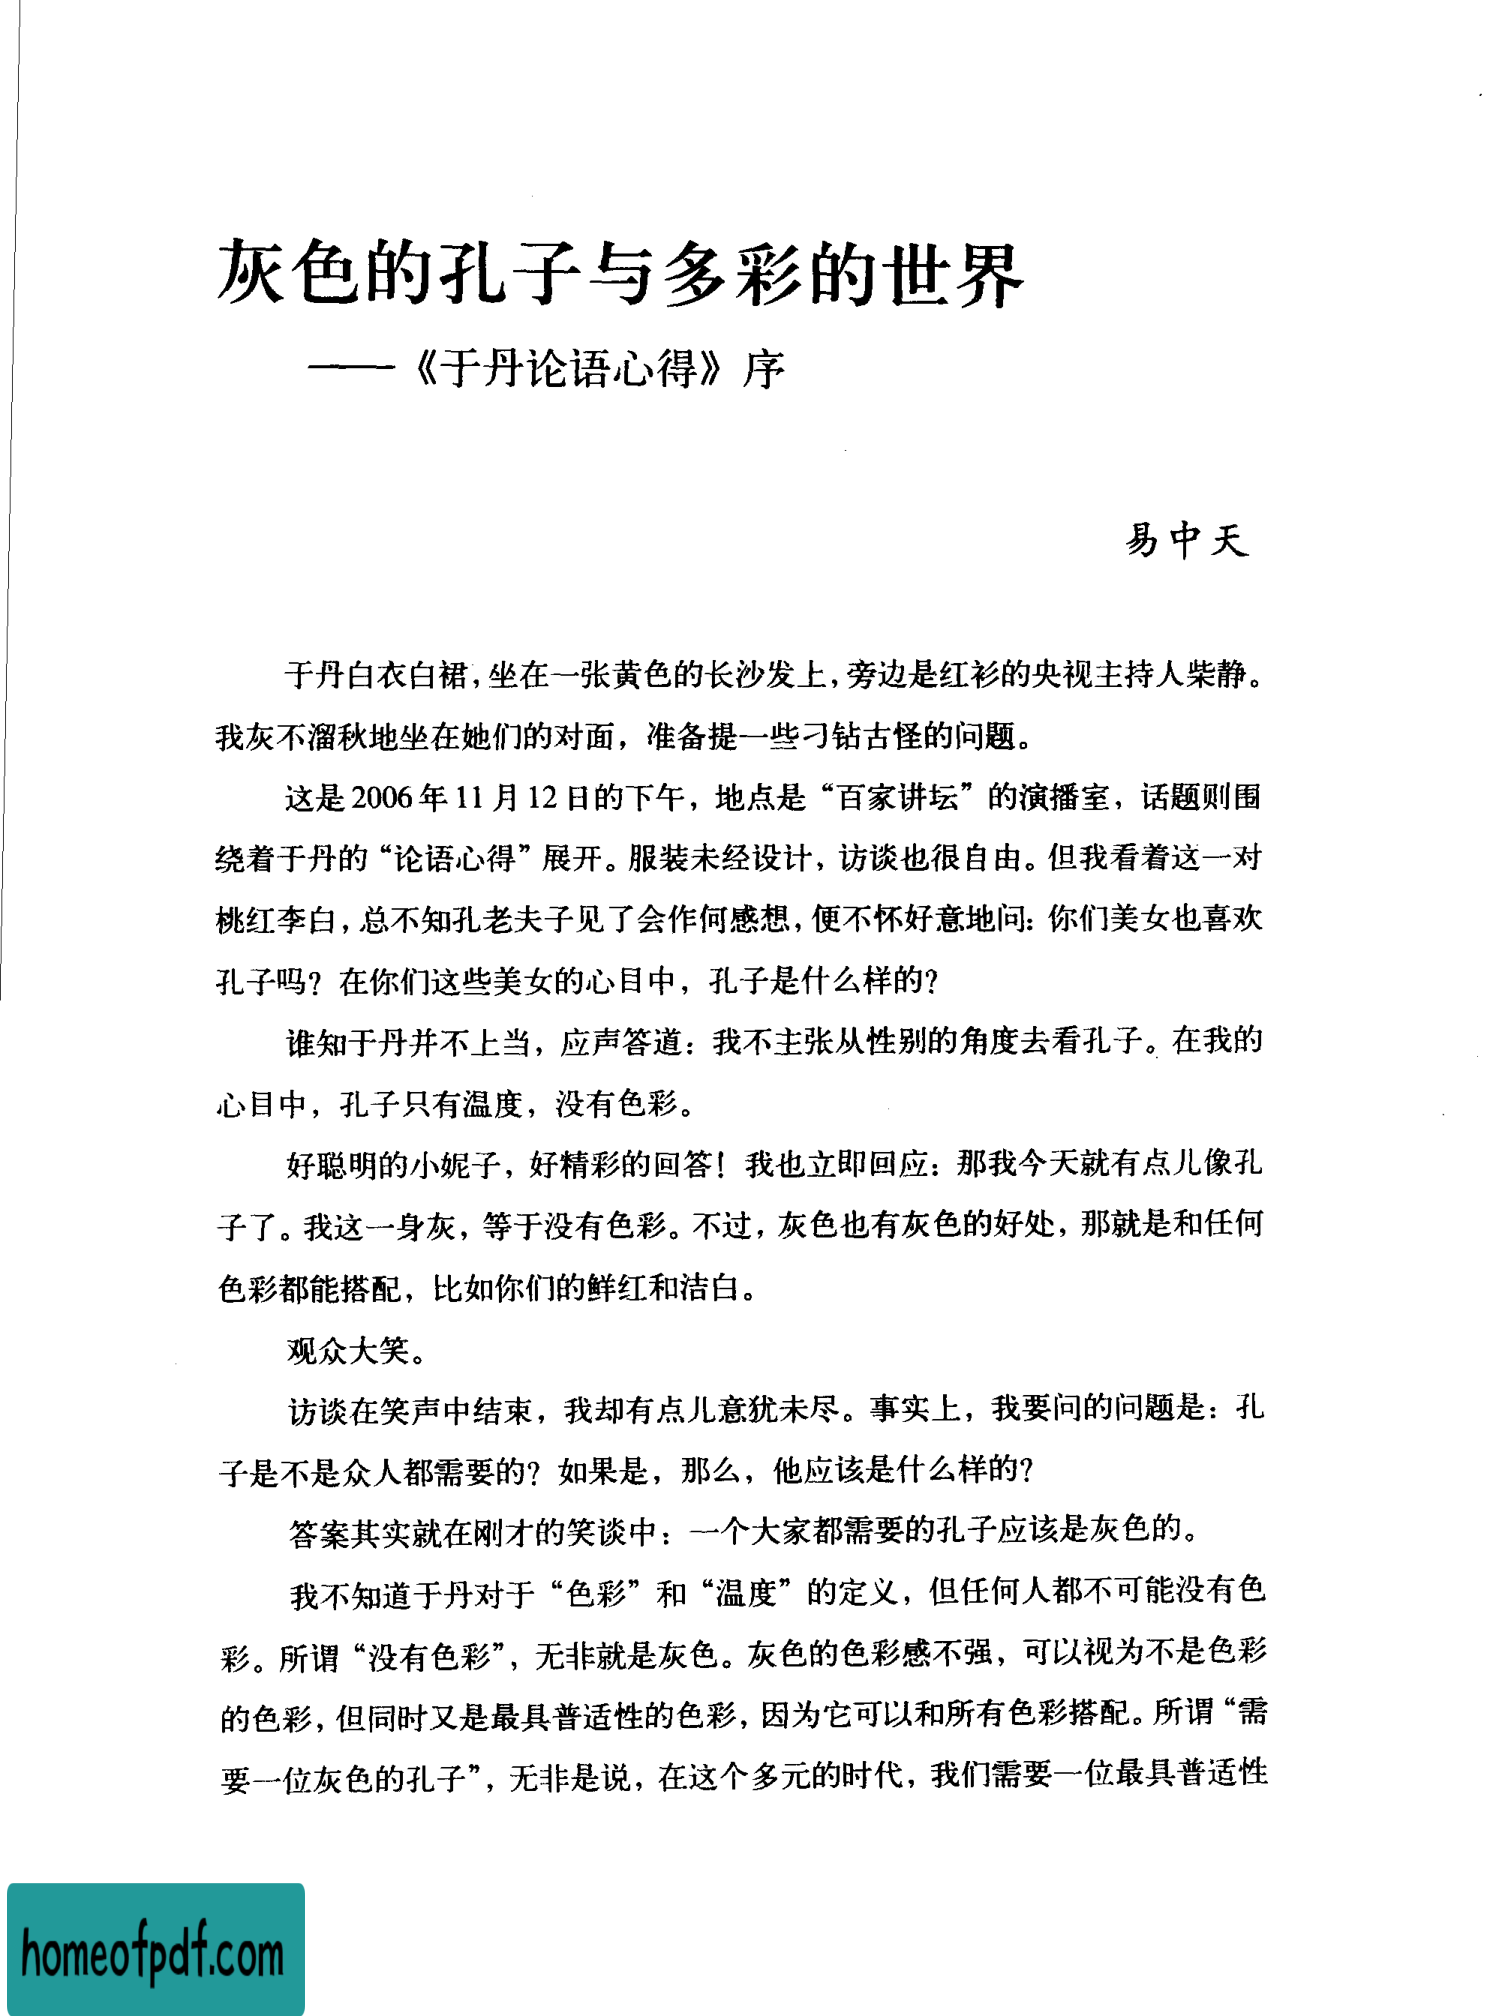 灰色的孔子与多彩的世界
——《于丹论语心得》序
易中天
于丹白衣白裙，坐在一张黄色的长沙发上，旁边是红衫的央视主持人柴静。
我灰不溜秋地坐在她们的对面，准备提一些刁钻古怪的问题。
这是2006年11月12日的下午，地点是“百家讲坛”的演播室，话题则围
绕着于丹的“论语心得”展开。服装未经设计，访谈也很自由。但我看着这一对
桃红李白，总不知孔老夫子见了会作何感想，便不怀好意地问：你们美女也喜欢
孔子吗？在你们这些美女的心目中，孔子是什么样的？
谁知于丹并不上当，应声答道：我不主张从性别的角度去看孔子。在我的
心目中，孔子只有温度，没有色彩。
好聪明的小妮子，好精彩的回答！我也立即回应：那我今天就有点儿像孔
子了。我这一身灰，等于没有色彩。不过，灰色也有灰色的好处，那就是和任何
色彩都能搭配，比如你们的鲜红和洁白。
观众大笑。
访谈在笑声中结束，我却有点儿意犹未尽。事实上，我要问的问题是：孔
子是不是众人都需要的？如果是，那么，他应该是什么样的？
答案其实就在刚才的笑谈中：一个大家都需要的孔子应该是灰色的。
我不知道于丹对于“色彩”和“温度”的定义，但任何人都不可能没有色
彩。所谓“没有色彩”，无非就是灰色。灰色的色彩感不强，可以视为不是色彩
的色彩，但同时又是最具普适性的色彩，因为它可以和所有色彩搭配。所谓“需
要一位灰色的孔子”，无非是说，在这个多元的时代，我们需要一位最具普适性
homeofpdf.com